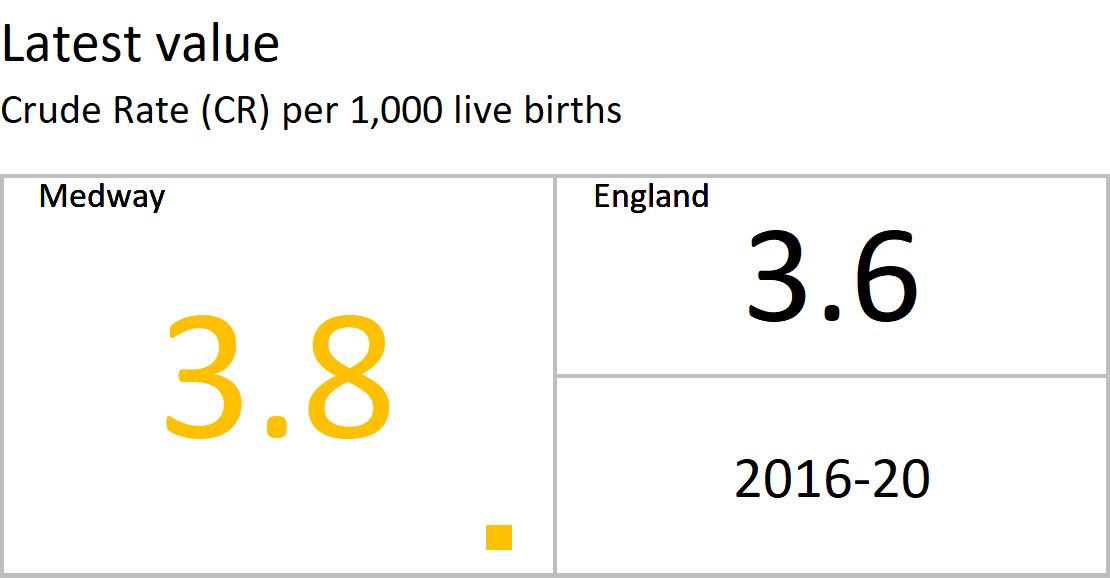 Latest value
Crude Rate (CR) per 1,000 live births
Medway
3.8
England
3.6
2016-20